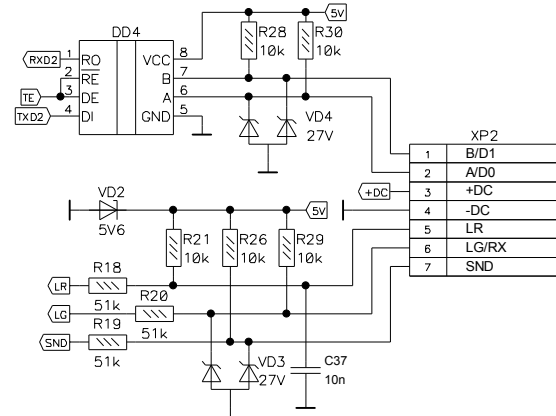 DD4
R28
10k
R30
10k
5V
RXD2
1 RO
VCC 8
2 RE
B 7
TE
3 DE
A 6
TXD2
4 DI
GND 5
VD4
27V
XP2
1 B/D1
2 A/D0
+DC
3 +DC
4 -DC
5 LR
6 LG/RX
7 SND
VD2
5V6
5V
R21
10k
R26
10k
R29
10k
LR
R18
51k
LG
R20
51k
SND
R19
51k
VD3
27V
C37
10n